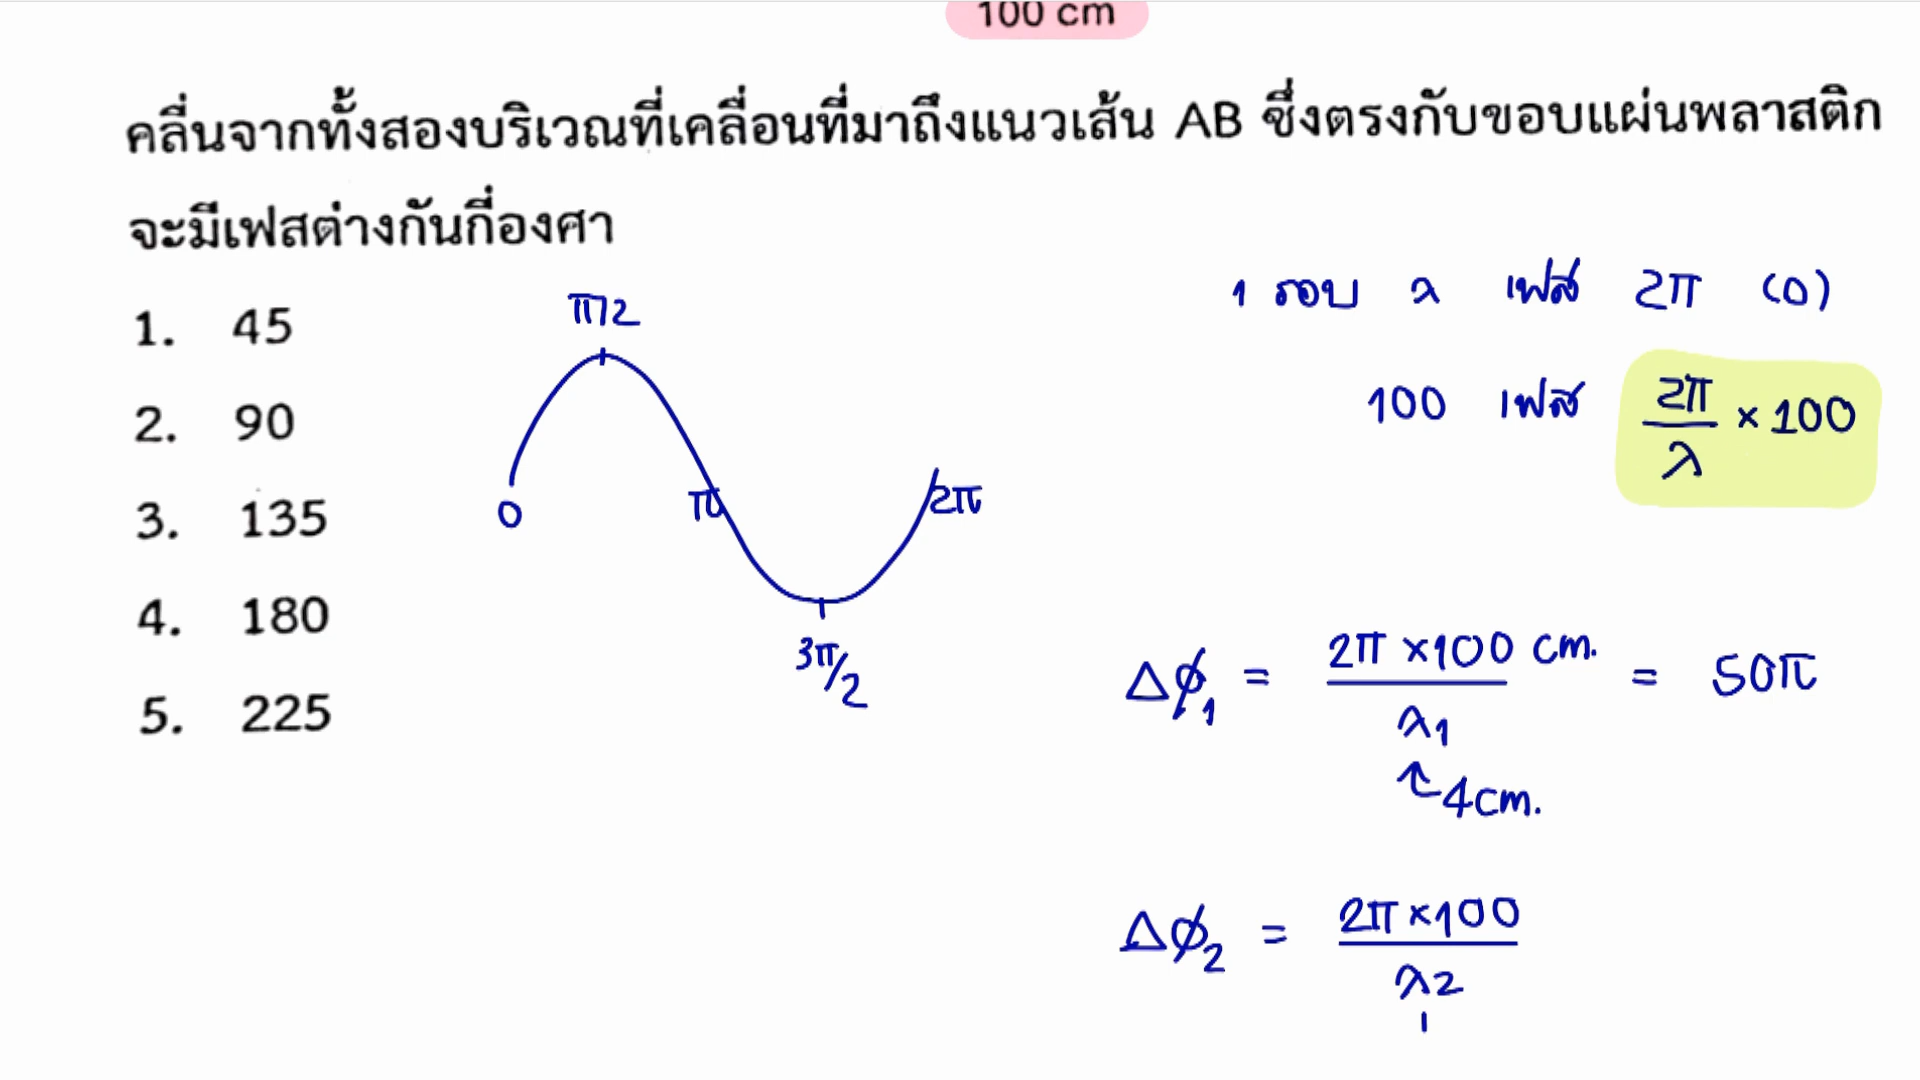 100 cm
คลื่นจากทั้งสองบริเวณที่เคลื่อนที่มาถึงแนวเส้น AB ซึ่งตรงกับขอบแผ่นพลาสติก
จะมีเฟสต่างกันกี่องศา
1. 45
2. 90
3. 135
4. 180
5. 225
π/2
0
π
2π
3π/2
1 รอบ λ เฟส 2π (0)
100 เฟส 2π/λ × 100
Δϕ₁ = 2π × 100 cm. / λ₁ = 50π
4 cm.
Δϕ₂ = 2π × 100 / λ2